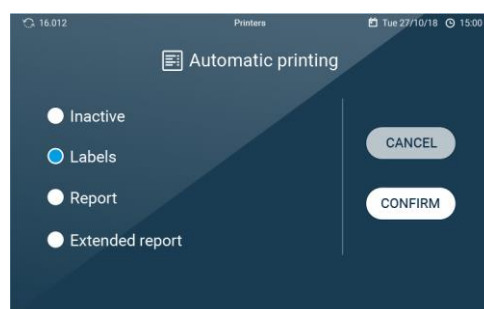 16.012 Printers Tue 27/10/18 15:00
Automatic printing
Inactive
Labels
Report
Extended report
CANCEL
CONFIRM